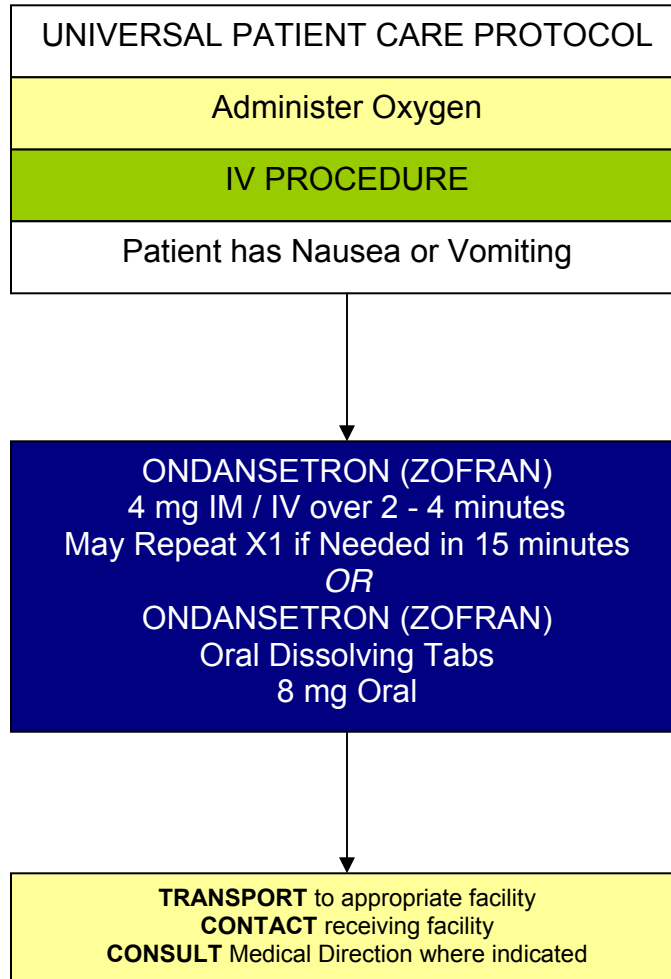 UNIVERSAL PATIENT CARE PROTOCOL
Administer Oxygen
IV PROCEDURE
Patient has Nausea or Vomiting
ONDANSETRON (ZOFRAN)
4 mg IM / IV over 2 - 4 minutes
May Repeat X1 if Needed in 15 minutes
OR
ONDANSETRON (ZOFRAN)
Oral Dissolving Tabs
8 mg Oral
TRANSPORT to appropriate facility
CONTACT receiving facility
CONSULT Medical Direction where indicated